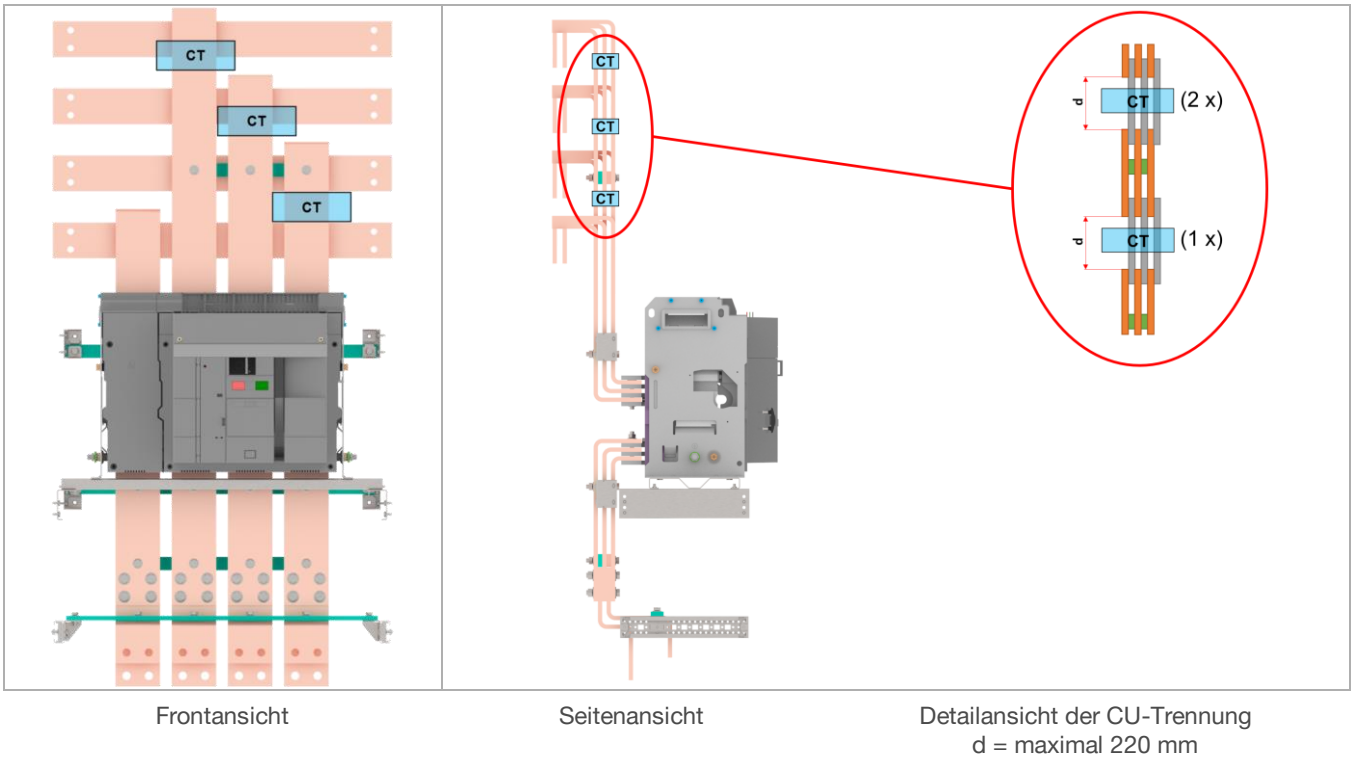 CT
CT
CT
CT
CT
CT
d
CT
(2 x)
d
CT
(1 x)
Frontansicht
Seitenansicht
Detailansicht der CU-Trennung
d = maximal 220 mm